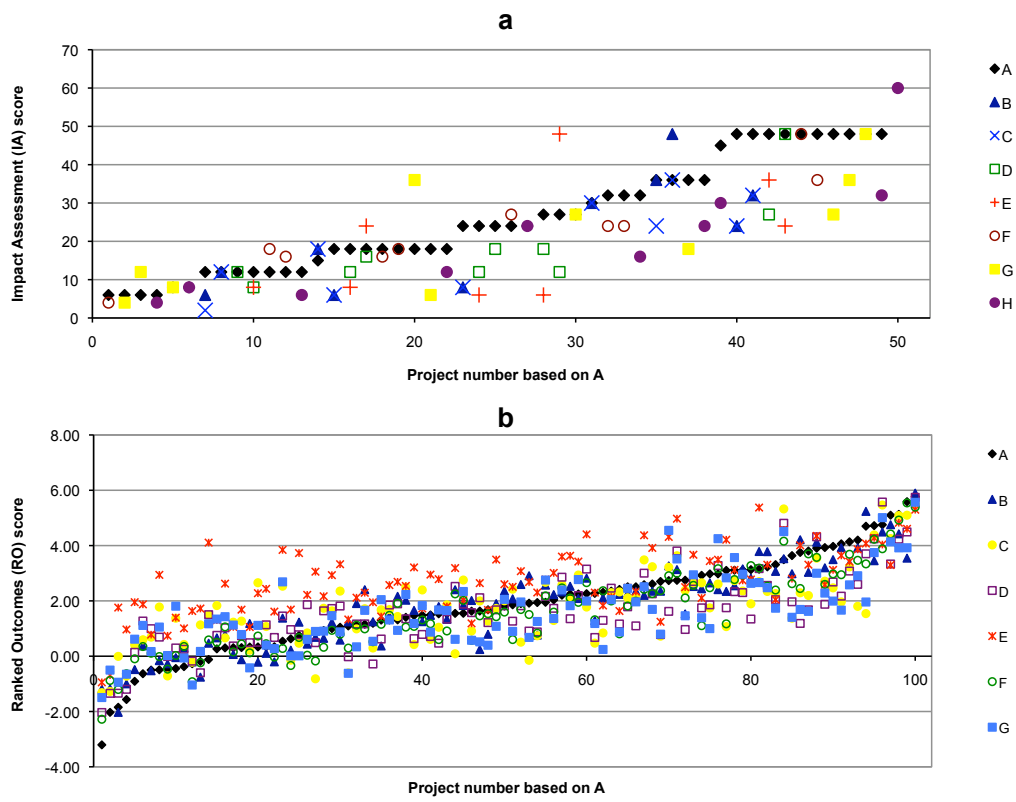 a
70
60
50
40
30
20
10
0
0 10 20 30 40 50
Impact Assessment (IA) score
Project number based on A
A
B
C
D
E
F
G
H
b
8.00
6.00
4.00
2.00
0.00
-2.00
-4.00
0 20 40 60 80 100
Ranked Outcomes (RO) score
Project number based on A
A
B
C
D
E
F
G